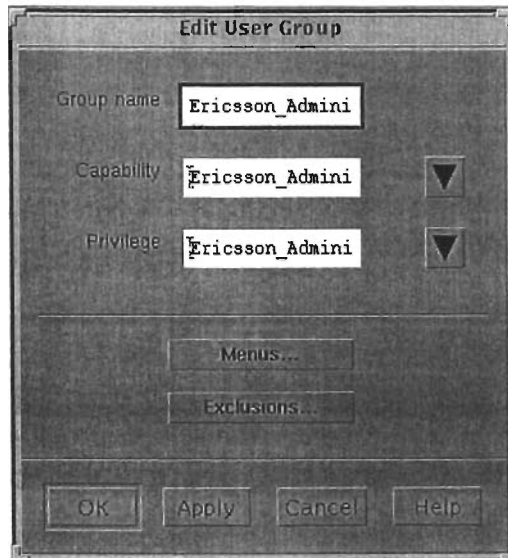 Edit User Group
Group name Ericsson_Admini
Capability Ericsson_Admini
Privilege Ericsson_Admini
Menus...
Exclusions...
OK Apply Cancel Help